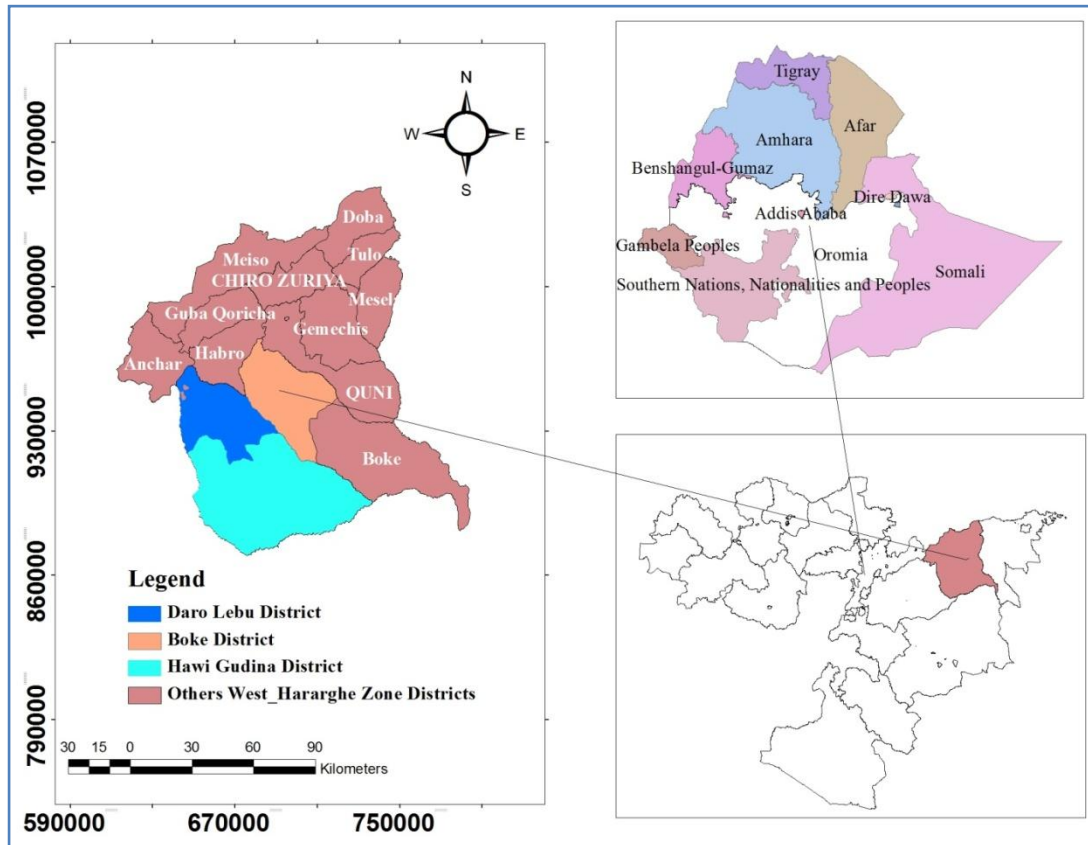 1070000
1000000
930000
860000
790000
590000
670000
750000
N
W
E
S
Doba
Tulo
Meiso
CHIRO ZURIYA
Mesel
Guba Qoricha
Gemechis
Habro
Anchar
QUNI
Boke
Legend
Daro Lebu District
Boke District
Hawi Gudina District
Others West_Hararghe Zone Districts
30 15 0 30 60 90
Kilometers
Tigray
Afar
Amhara
Benshangul-Gumaz
Dire Dawa
Addis Ababa
Gambela Peoples
Oromia
Somali
Southern Nations, Nationalities and Peoples